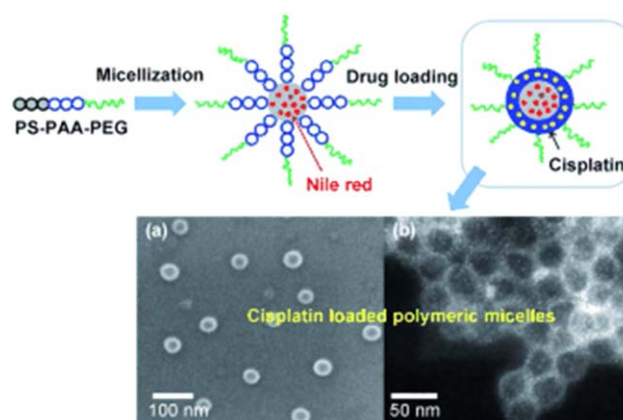 Micellization
Drug loading
PS-PAA-PEG
Nile red
Cisplatin
(a)
(b)
Cisplatin loaded polymeric micelles
100 nm
50 nm